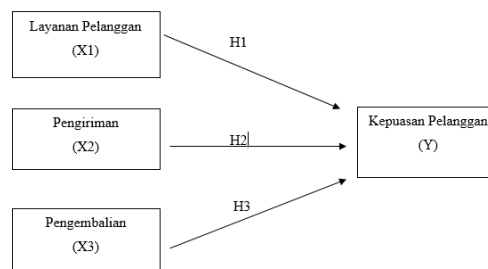 Layanan Pelanggan
(X1)
H1
Pengiriman
(X2)
H2
Kepuasan Pelanggan
(Y)
Pengembalian
(X3)
H3